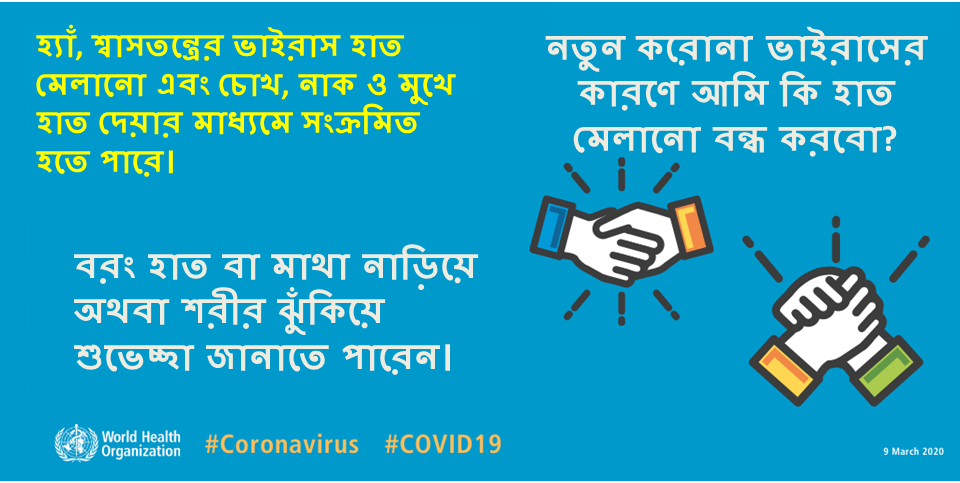 হ্যাঁ, শ্বাসতন্ত্রের ভাইরাস হাত
মেলানো এবং চোখ, নাক ও মুখে
হাত দেয়ার মাধ্যমে সংক্রমিত
হতে পারে।
নতুন করোনা ভাইরাসের
কারণে আমি কি হাত
মেলানো বন্ধ করবো?
বরং হাত বা মাথা নাড়িয়ে
অথবা শরীর ঝুঁকিয়ে
শুভেচ্ছা জানাতে পারেন।
World Health
Organization
#Coronavirus #COVID19
9 March 2020